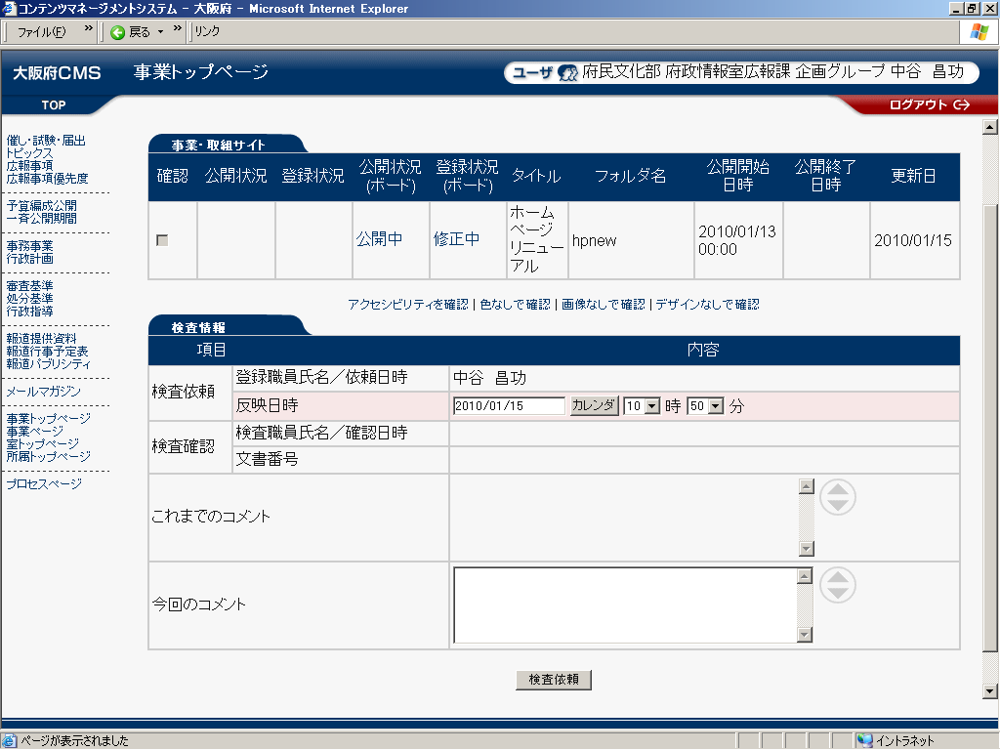 コンテンツマネージメントシステム - 大阪府 - Microsoft Internet Explorer
ファイル(F) » 戻る » リンク
大阪府CMS 事業トップページ ユーザ 府民文化部 府政情報室広報課 企画グループ 中谷 昌功
TOP ログアウト
催し・試験・届出
トピックス
広報事項
広報事項優先度
予算編成公開
一斉公開期間
事務事業
行政計画
審査基準
処分基準
行政指導
報道提供資料
報道行事予定表
報道パブリシティ
メールマガジン
事業トップページ
事業ページ
室トップページ
所属トップページ
プロセスページ
事業・取組サイト
確認 公開状況 登録状況 公開状況(ボード) 登録状況(ボード) タイトル フォルダ名 公開開始日時 公開終了日時 更新日
公開中 修正中 ホームページリニューアル hpnew 2010/01/13 00:00 2010/01/15
アクセシビリティを確認 | 色なしで確認 | 画像なしで確認 | デザインなしで確認
検査情報
項目 内容
検査依頼
登録職員氏名／依頼日時 中谷 昌功
反映日時 2010/01/15 カレンダ 10 時 50 分
検査確認
検査職員氏名／確認日時
文書番号
これまでのコメント
今回のコメント
検査依頼
ページが表示されました イントラネット